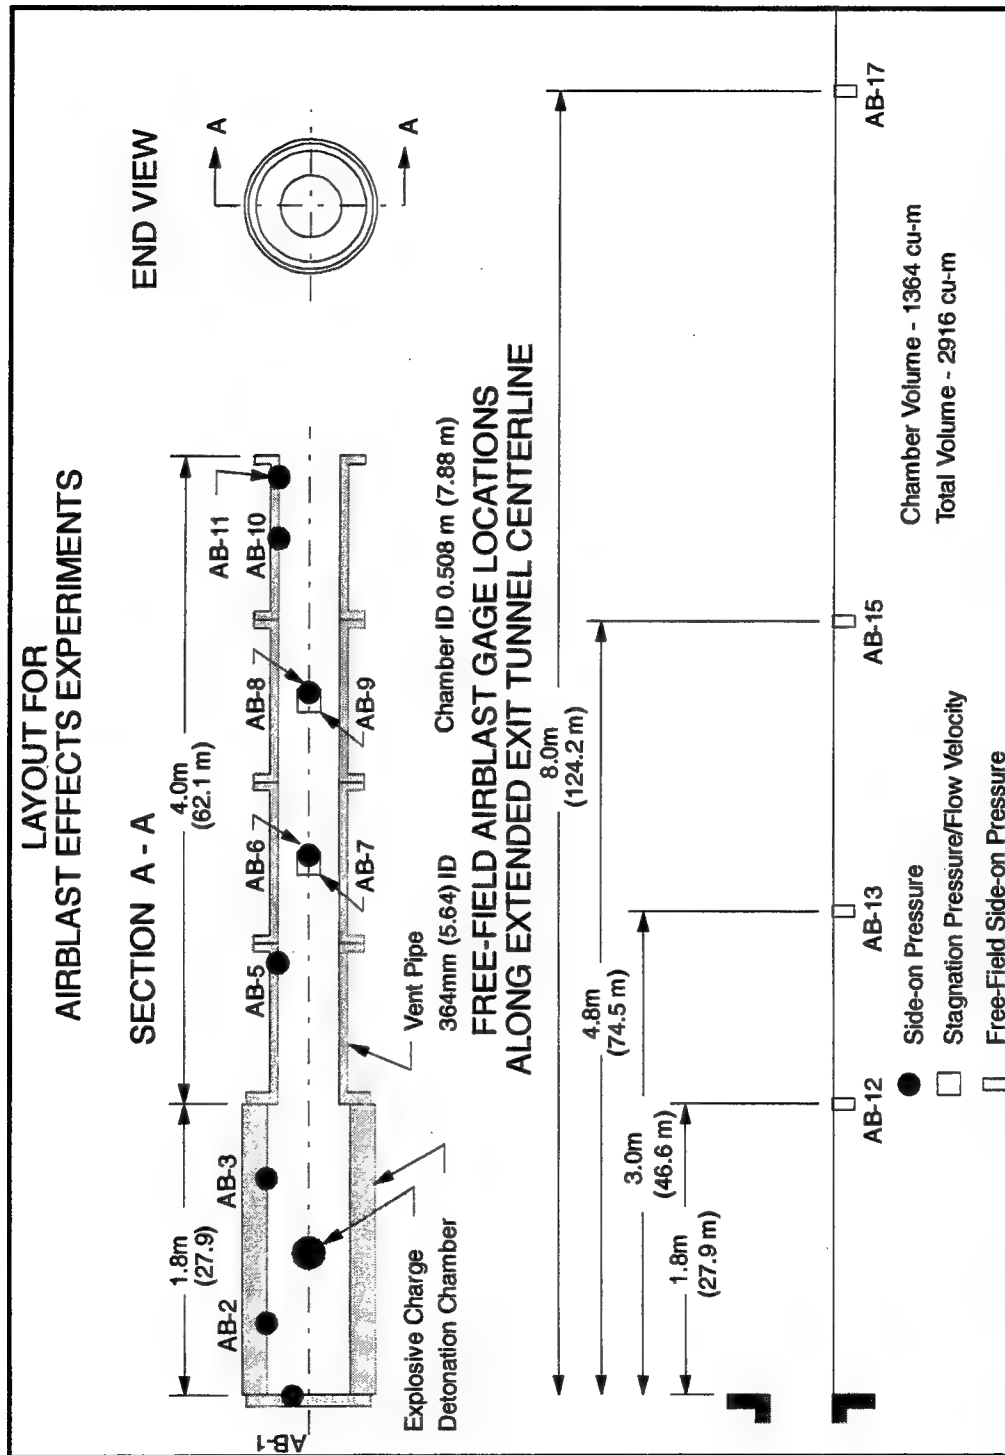 LAYOUT FOR
AIRBLAST EFFECTS EXPERIMENTS
SECTION A - A
END VIEW
A
A
1.8m
(27.9)
4.0m
(62.1 m)
AB-1
AB-2
AB-3
AB-5
AB-6
AB-7
AB-8
AB-9
AB-10
AB-11
Explosive Charge
Detonation Chamber
Vent Pipe
364mm (5.64) ID
Chamber ID 0.508 m (7.88 m)
FREE-FIELD AIRBLAST GAGE LOCATIONS
ALONG EXTENDED EXIT TUNNEL CENTERLINE
8.0m
(124.2 m)
4.8m
(74.5 m)
3.0m
(46.6 m)
1.8m
(27.9 m)
AB-12
AB-13
AB-15
AB-17
Side-on Pressure
Stagnation Pressure/Flow Velocity
Free-Field Side-on Pressure
Chamber Volume - 1364 cu-m
Total Volume - 2916 cu-m